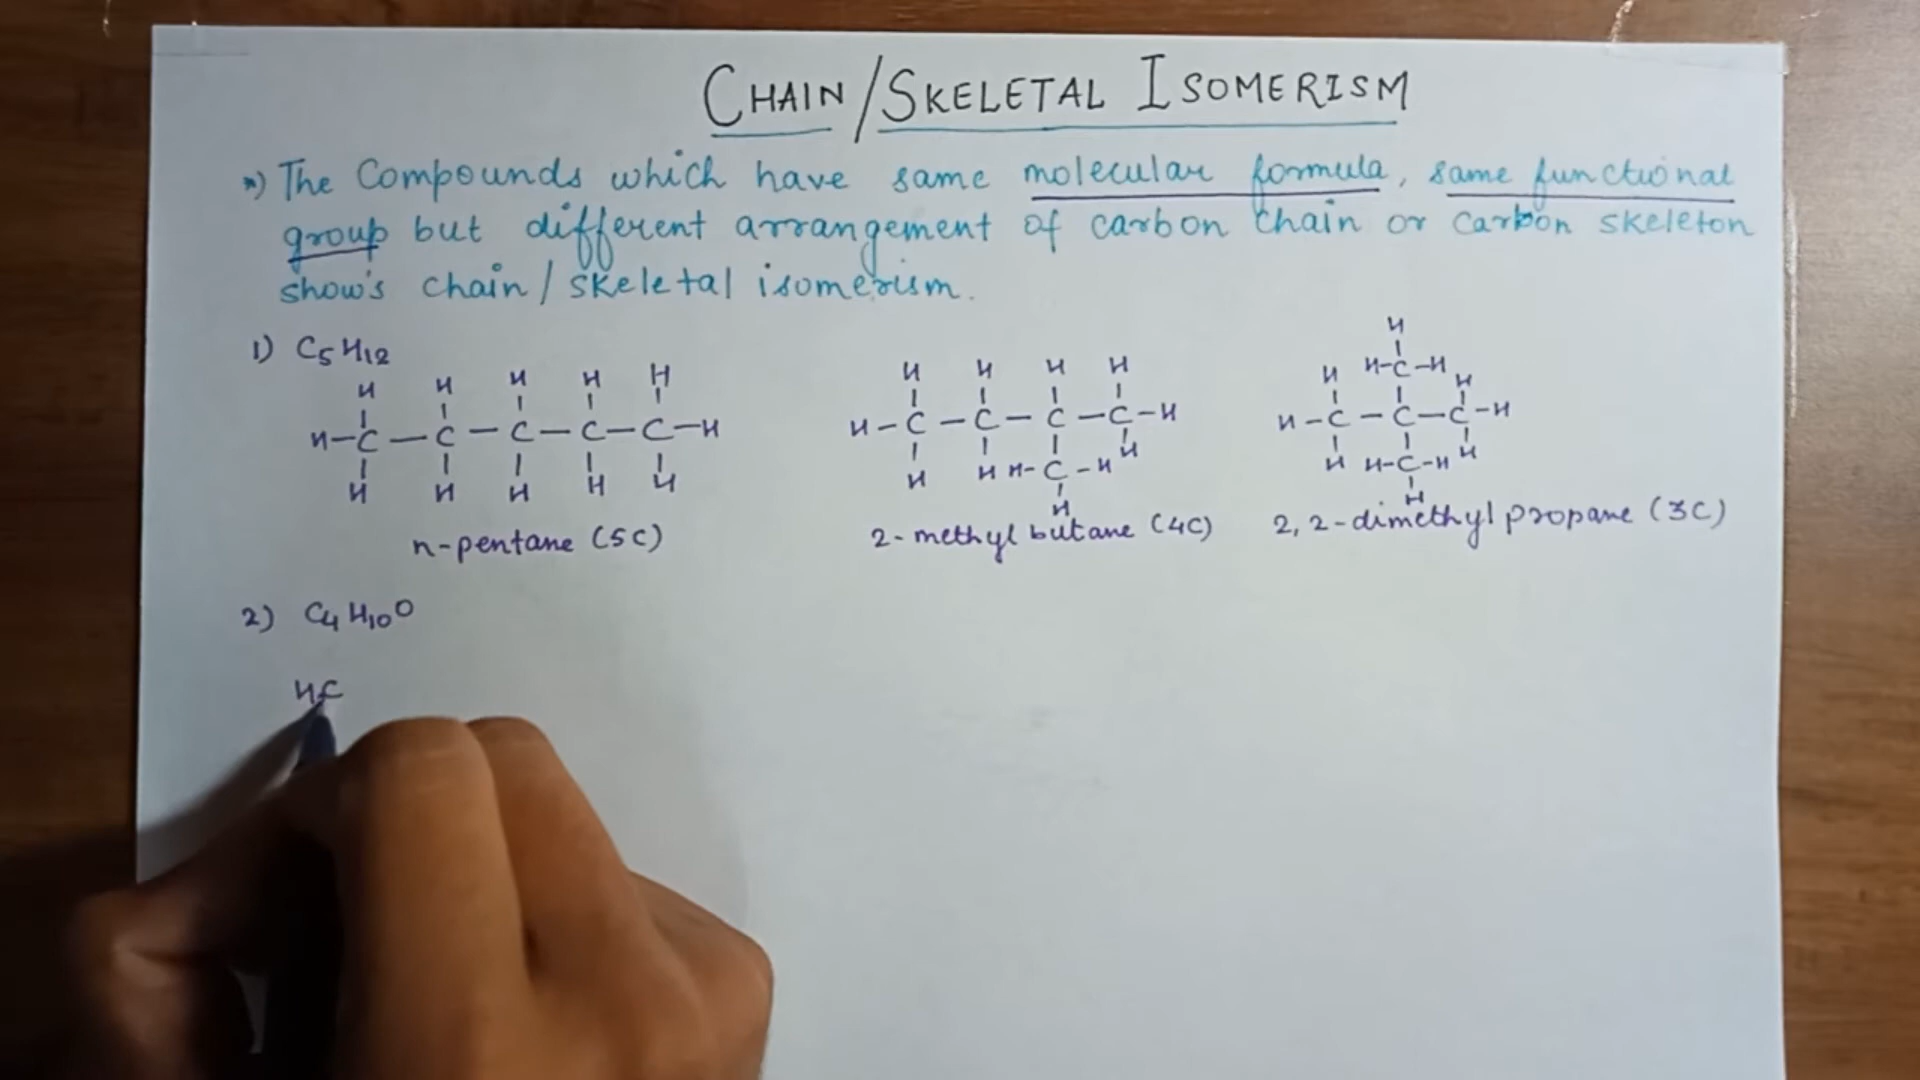 CHAIN/SKELETAL ISOMERISM
*) The Compounds which have same molecular formula, same functional
group but different arrangement of carbon chain or carbon skeleton
show's chain/skeletal isomerism.
1) C5H12
H
H-C-H
H H H H H
H H H H
H H H
H-C-C-C-C-C-H
H-C-C-C-C-H
H-C-C-C-H
H H H H H
H H H-C-H H
H H-C-H H
H
H
n-pentane (5C)
2-methyl butane (4C)
2,2-dimethyl propane (3C)
2) C4H10O
HC